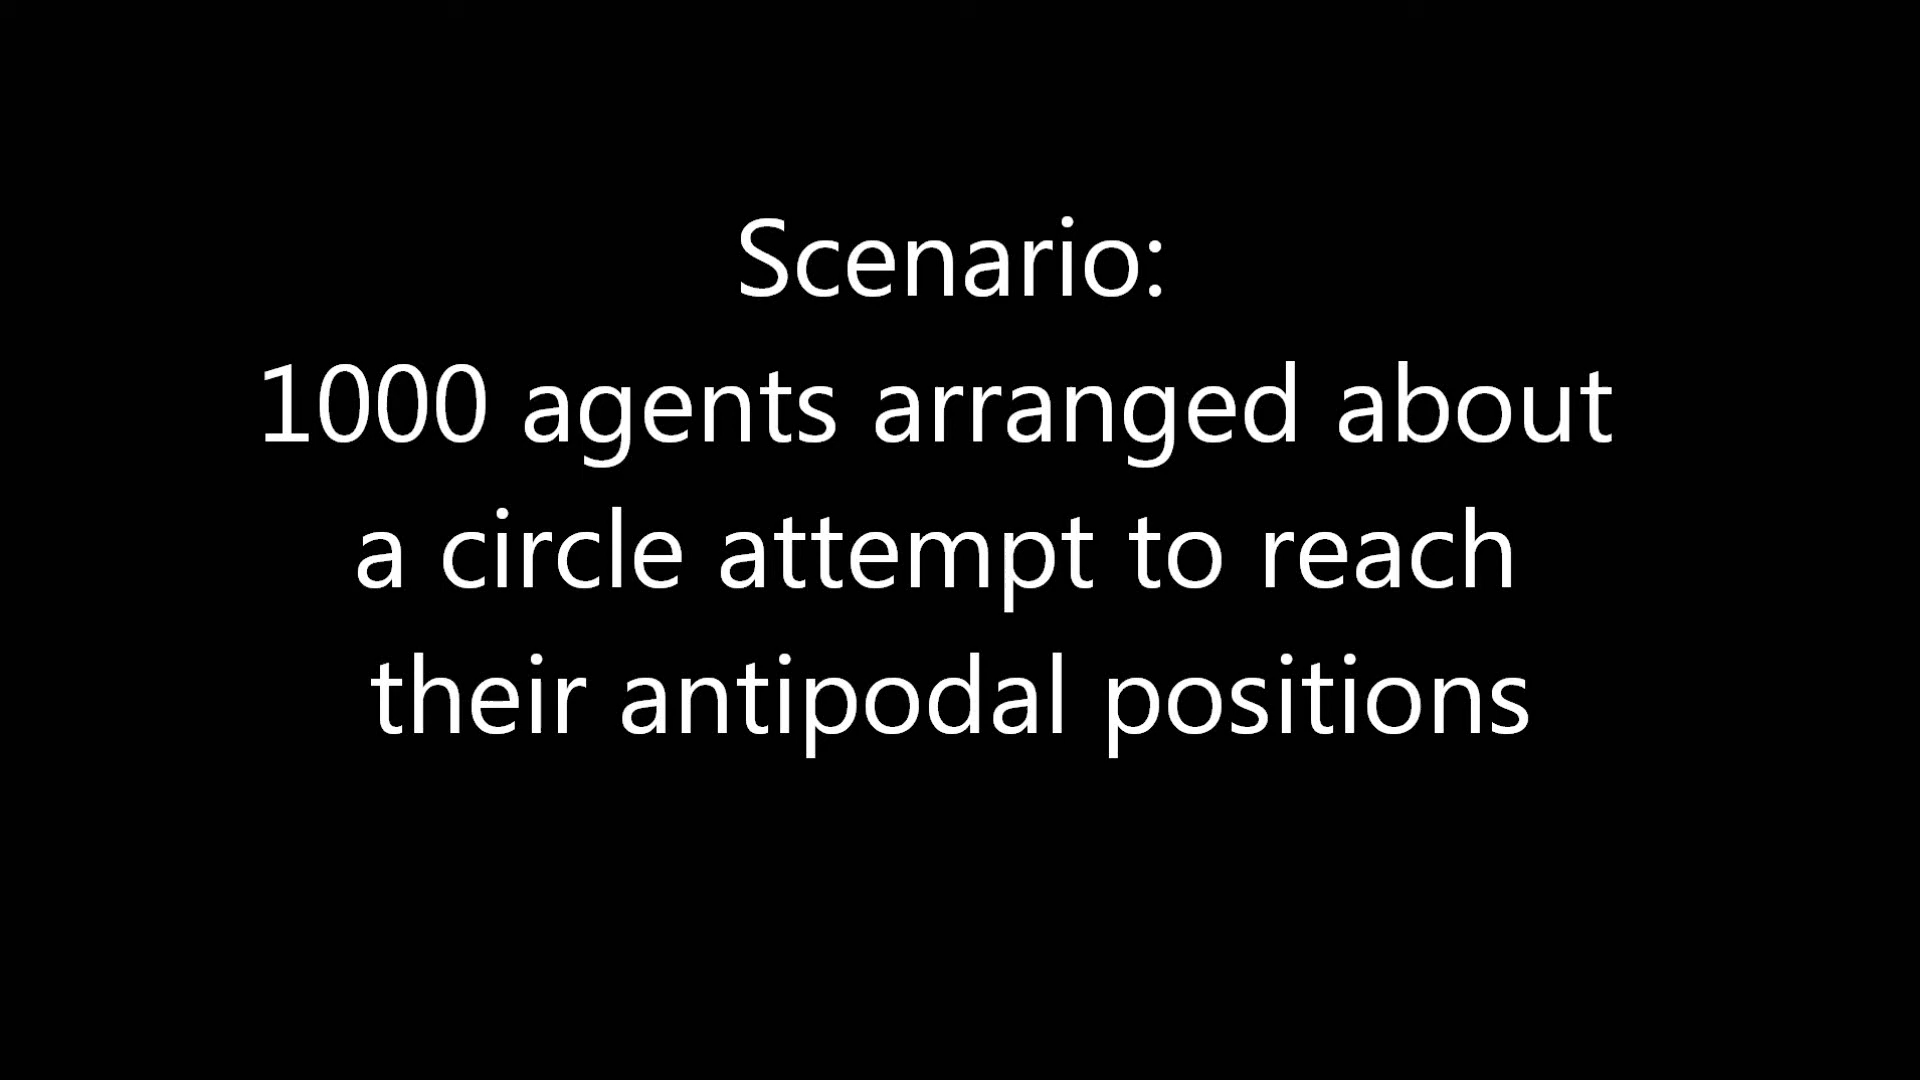 Scenario:
1000 agents arranged about
a circle attempt to reach
their antipodal positions